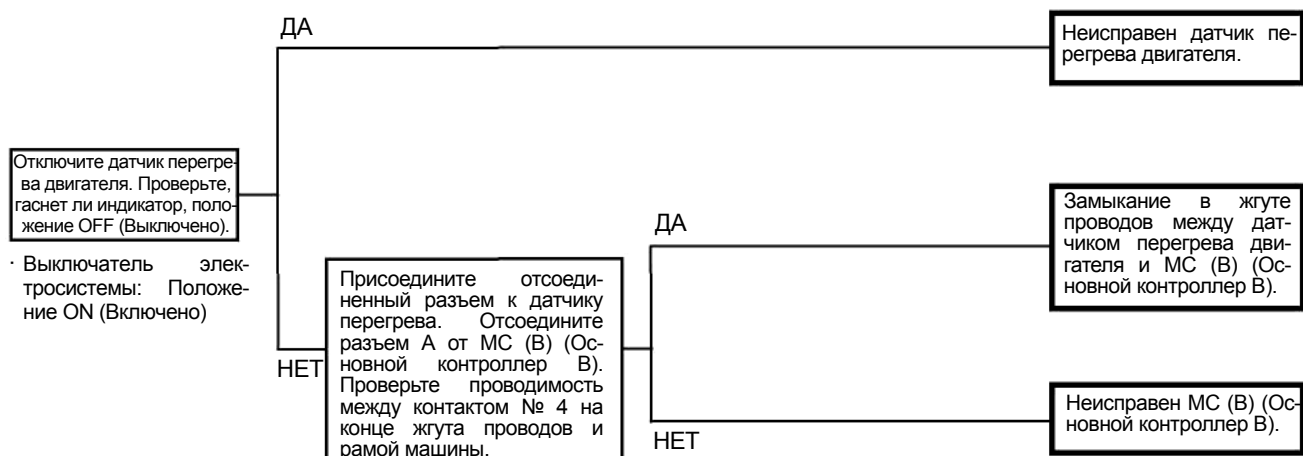 ДА
Неисправен датчик пе-
регрева двигателя.
Отключите датчик перегре-
ва двигателя. Проверьте,
гаснет ли индикатор, поло-
жение OFF (Выключено).
· Выключатель элек-
тросистемы: Положе-
ние ON (Включено)
НЕТ
Присоедините отсоеди-
ненный разъем к датчику
перегрева. Отсоедините
разъем А от МС (В) (Ос-
новной контроллер В).
Проверьте проводимость
между контактом № 4 на
конце жгута проводов и
рамой машины.
ДА
Замыкание в жгуте
проводов между дат-
чиком перегрева дви-
гателя и МС (В) (Ос-
новной контроллер В).
НЕТ
Неисправен МС (В) (Ос-
новной контроллер В).